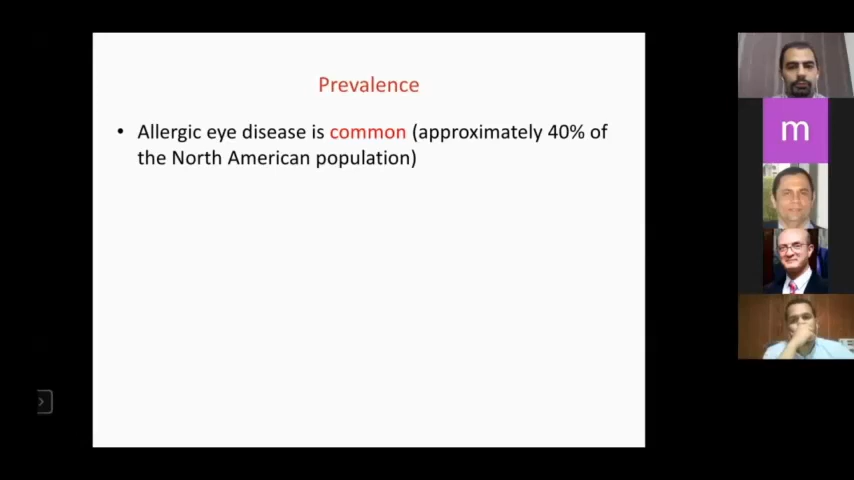 Prevalence
• Allergic eye disease is common (approximately 40% of
the North American population)
m